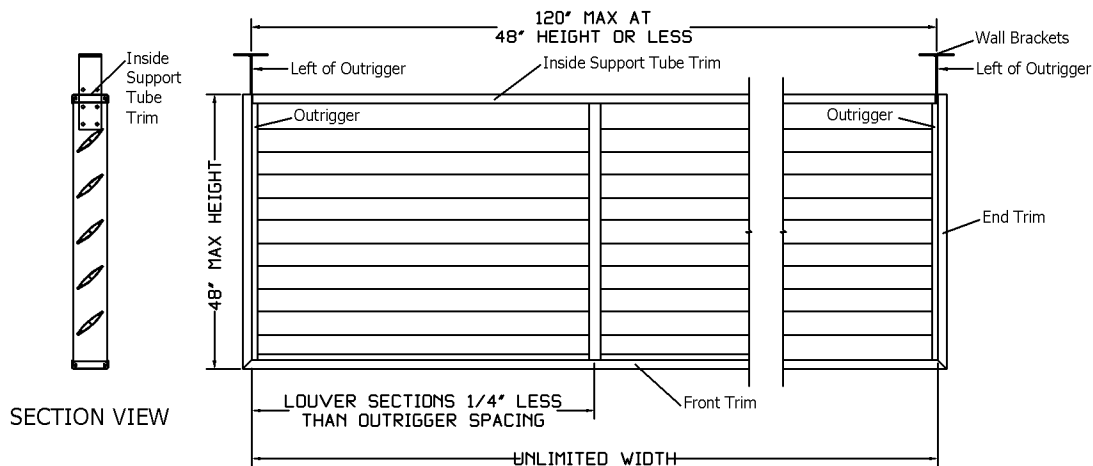 120" MAX AT
48" HEIGHT OR LESS
Wall Brackets
Inside
Support
Tube
Trim
Left of Outrigger
Inside Support Tube Trim
Left of Outrigger
Outrigger
Outrigger
48" MAX HEIGHT
End Trim
LOUVER SECTIONS 1/4" LESS
THAN OUTRIGGER SPACING
Front Trim
SECTION VIEW
UNLIMITED WIDTH